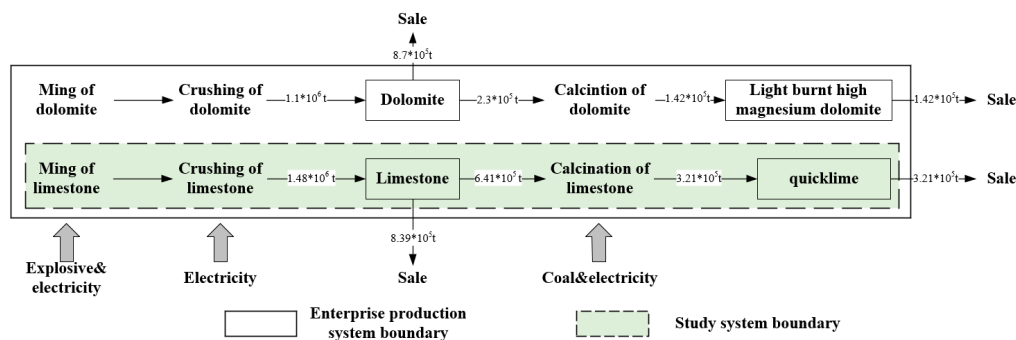 Sale
8.7*10⁵t
Ming of
dolomite
Crushing of
dolomite
1.1*10⁶ t
Dolomite
2.3*10⁵t
Calcintion of
dolomite
1.42*10⁵t
Light burnt high
magnesium dolomite
1.42*10⁵t
Sale
Ming of
limestone
Crushing of
limestone
1.48*10⁶ t
Limestone
6.41*10⁵t
Calcination of
limestone
3.21*10⁵t
quicklime
3.21*10⁵t
Sale
8.39*10⁵t
Explosive&
electricity
Electricity
Sale
Coal&electricity
Enterprise production
system boundary
Study system boundary